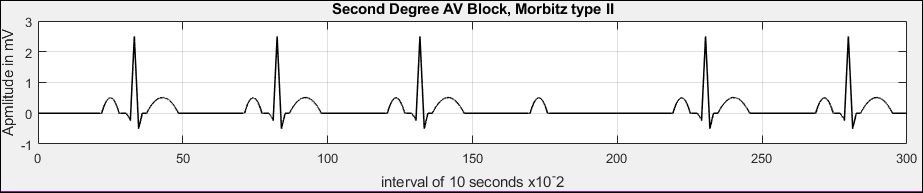 Second Degree AV Block, Morbitz type II
Apmlitude in mV
3
2
1
0
-1
0 50 100 150 200 250 300
interval of 10 seconds x10^-2